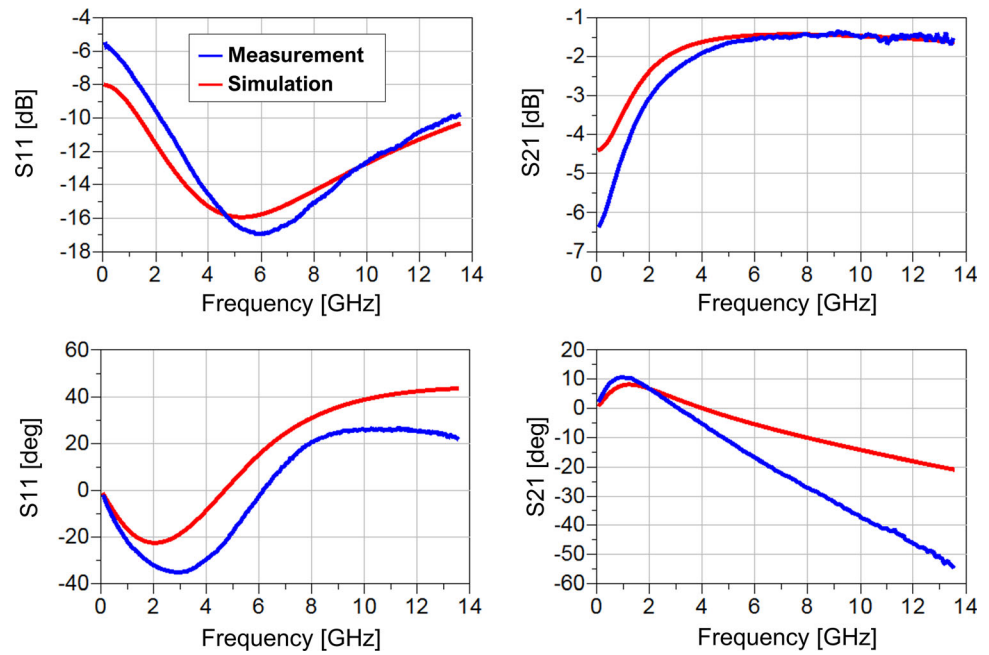 -4
-6
-8
-10
-12
-14
-16
-18
S11 [dB]
Measurement
Simulation
0 2 4 6 8 10 12 14
Frequency [GHz]
-1
-2
-3
-4
-5
-6
-7
S21 [dB]
0 2 4 6 8 10 12 14
Frequency [GHz]
60
40
20
0
-20
-40
S11 [deg]
0 2 4 6 8 10 12 14
Frequency [GHz]
20
10
0
-10
-20
-30
-40
-50
-60
S21 [deg]
0 2 4 6 8 10 12 14
Frequency [GHz]